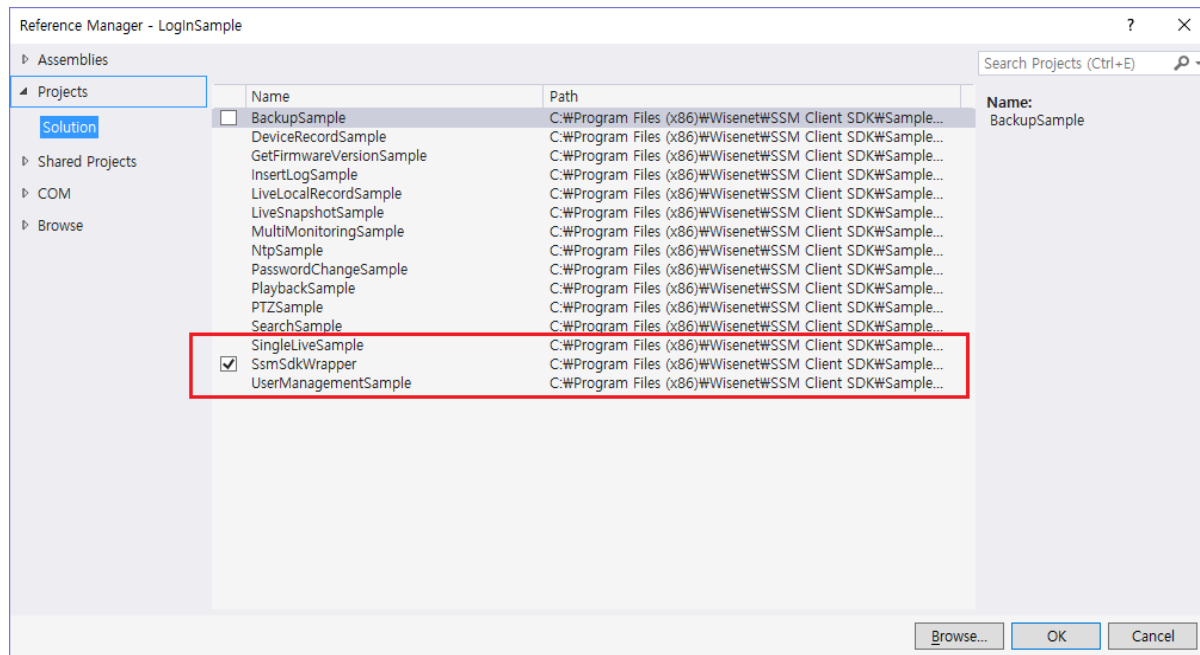 Reference Manager - LogInSample
Assemblies
Projects
Solution
Shared Projects
COM
Browse
Search Projects (Ctrl+E)
Name Path
BackupSample C:₩Program Files (x86)₩Wisenet₩SSM Client SDK₩Sample...
DeviceRecordSample C:₩Program Files (x86)₩Wisenet₩SSM Client SDK₩Sample...
GetFirmwareVersionSample C:₩Program Files (x86)₩Wisenet₩SSM Client SDK₩Sample...
InsertLogSample C:₩Program Files (x86)₩Wisenet₩SSM Client SDK₩Sample...
LiveLocalRecordSample C:₩Program Files (x86)₩Wisenet₩SSM Client SDK₩Sample...
LiveSnapshotSample C:₩Program Files (x86)₩Wisenet₩SSM Client SDK₩Sample...
MultiMonitoringSample C:₩Program Files (x86)₩Wisenet₩SSM Client SDK₩Sample...
NtpSample C:₩Program Files (x86)₩Wisenet₩SSM Client SDK₩Sample...
PasswordChangeSample C:₩Program Files (x86)₩Wisenet₩SSM Client SDK₩Sample...
PlaybackSample C:₩Program Files (x86)₩Wisenet₩SSM Client SDK₩Sample...
PTZSample C:₩Program Files (x86)₩Wisenet₩SSM Client SDK₩Sample...
SearchSample C:₩Program Files (x86)₩Wisenet₩SSM Client SDK₩Sample...
SingleLiveSample C:₩Program Files (x86)₩Wisenet₩SSM Client SDK₩Sample...
SsmSdkWrapper C:₩Program Files (x86)₩Wisenet₩SSM Client SDK₩Sample...
UserManagementSample C:₩Program Files (x86)₩Wisenet₩SSM Client SDK₩Sample...
Name:
BackupSample
Browse... OK Cancel